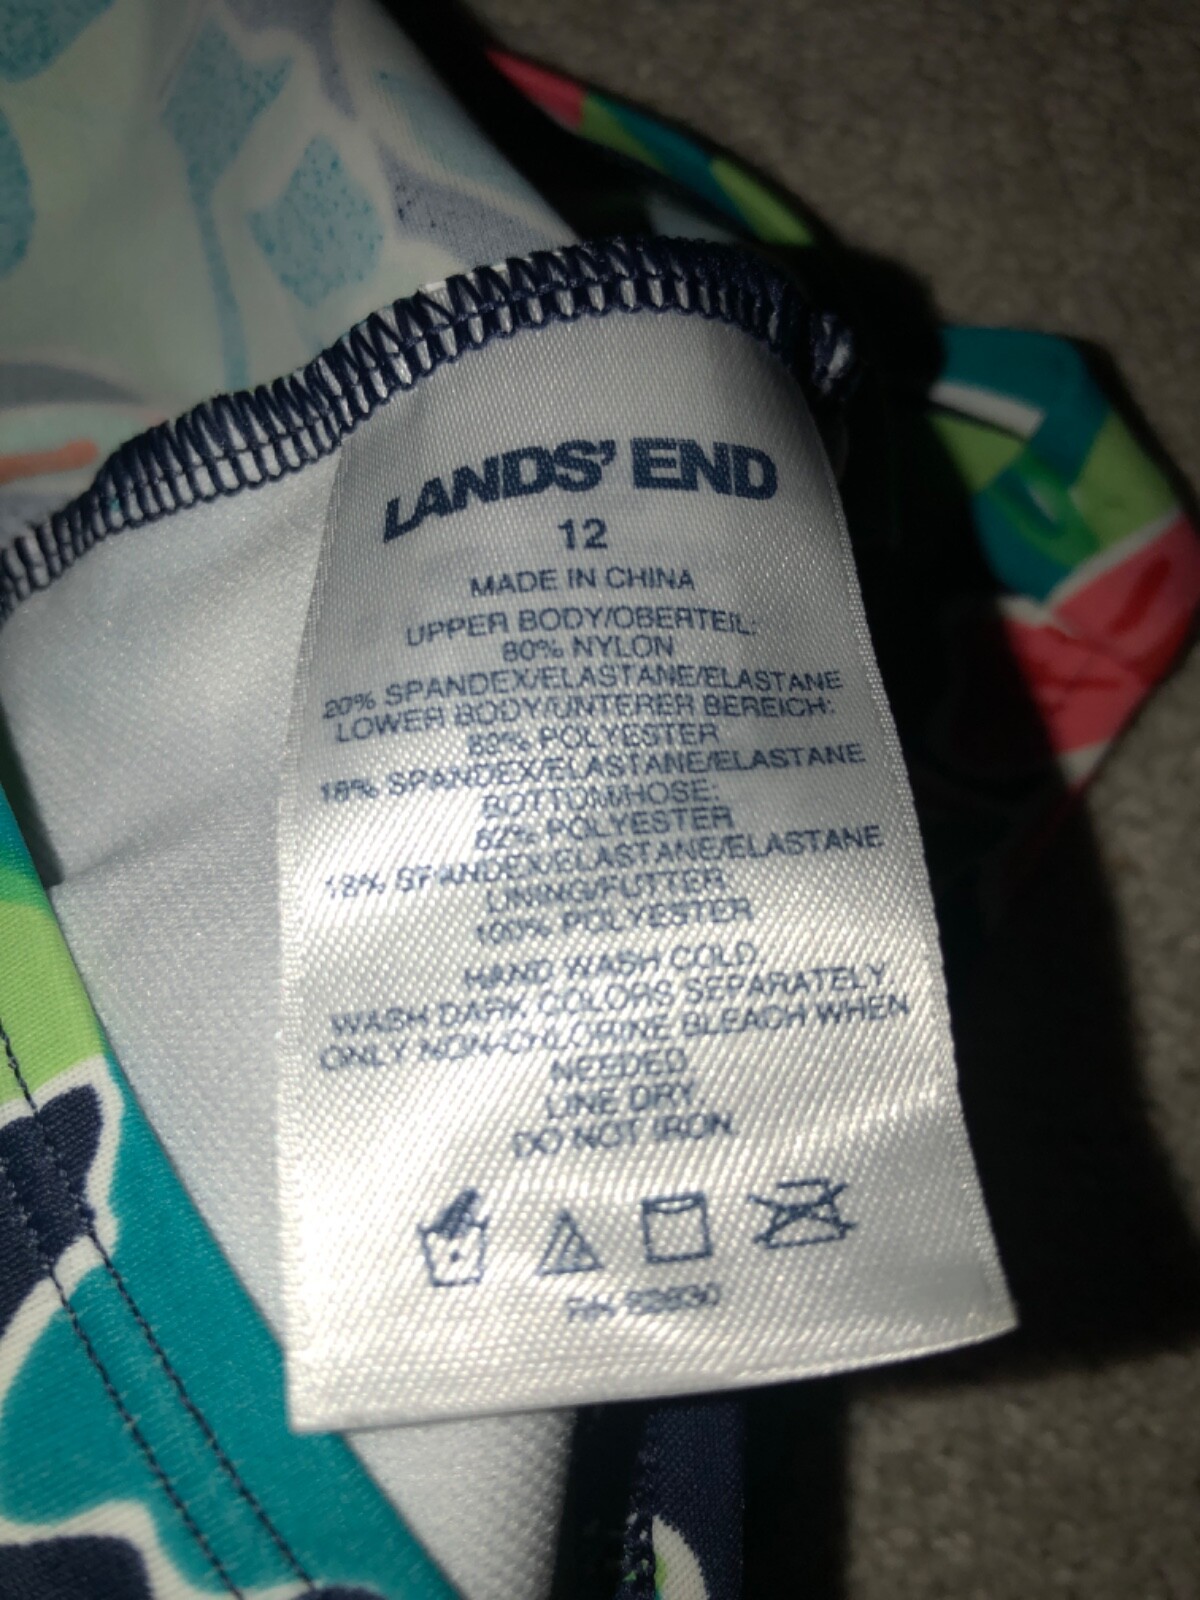 LANDS' END
12
MADE IN CHINA
UPPER BODY/OBERTEIL:
80% NYLON
20% SPANDEX/ELASTANE/ELASTANE
LOWER BODY/UNTERER BEREICH:
82% POLYESTER
18% SPANDEX/ELASTANE/ELASTANE
BOTTOM/HOSE:
82% POLYESTER
18% SPANDEX/ELASTANE/ELASTANE
LINING/FUTTER
100% POLYESTER
HAND WASH COLD
WASH DARK COLORS SEPARATELY
ONLY NON-CHLORINE BLEACH WHEN
NEEDED
LINE DRY
DO NOT IRON
RN